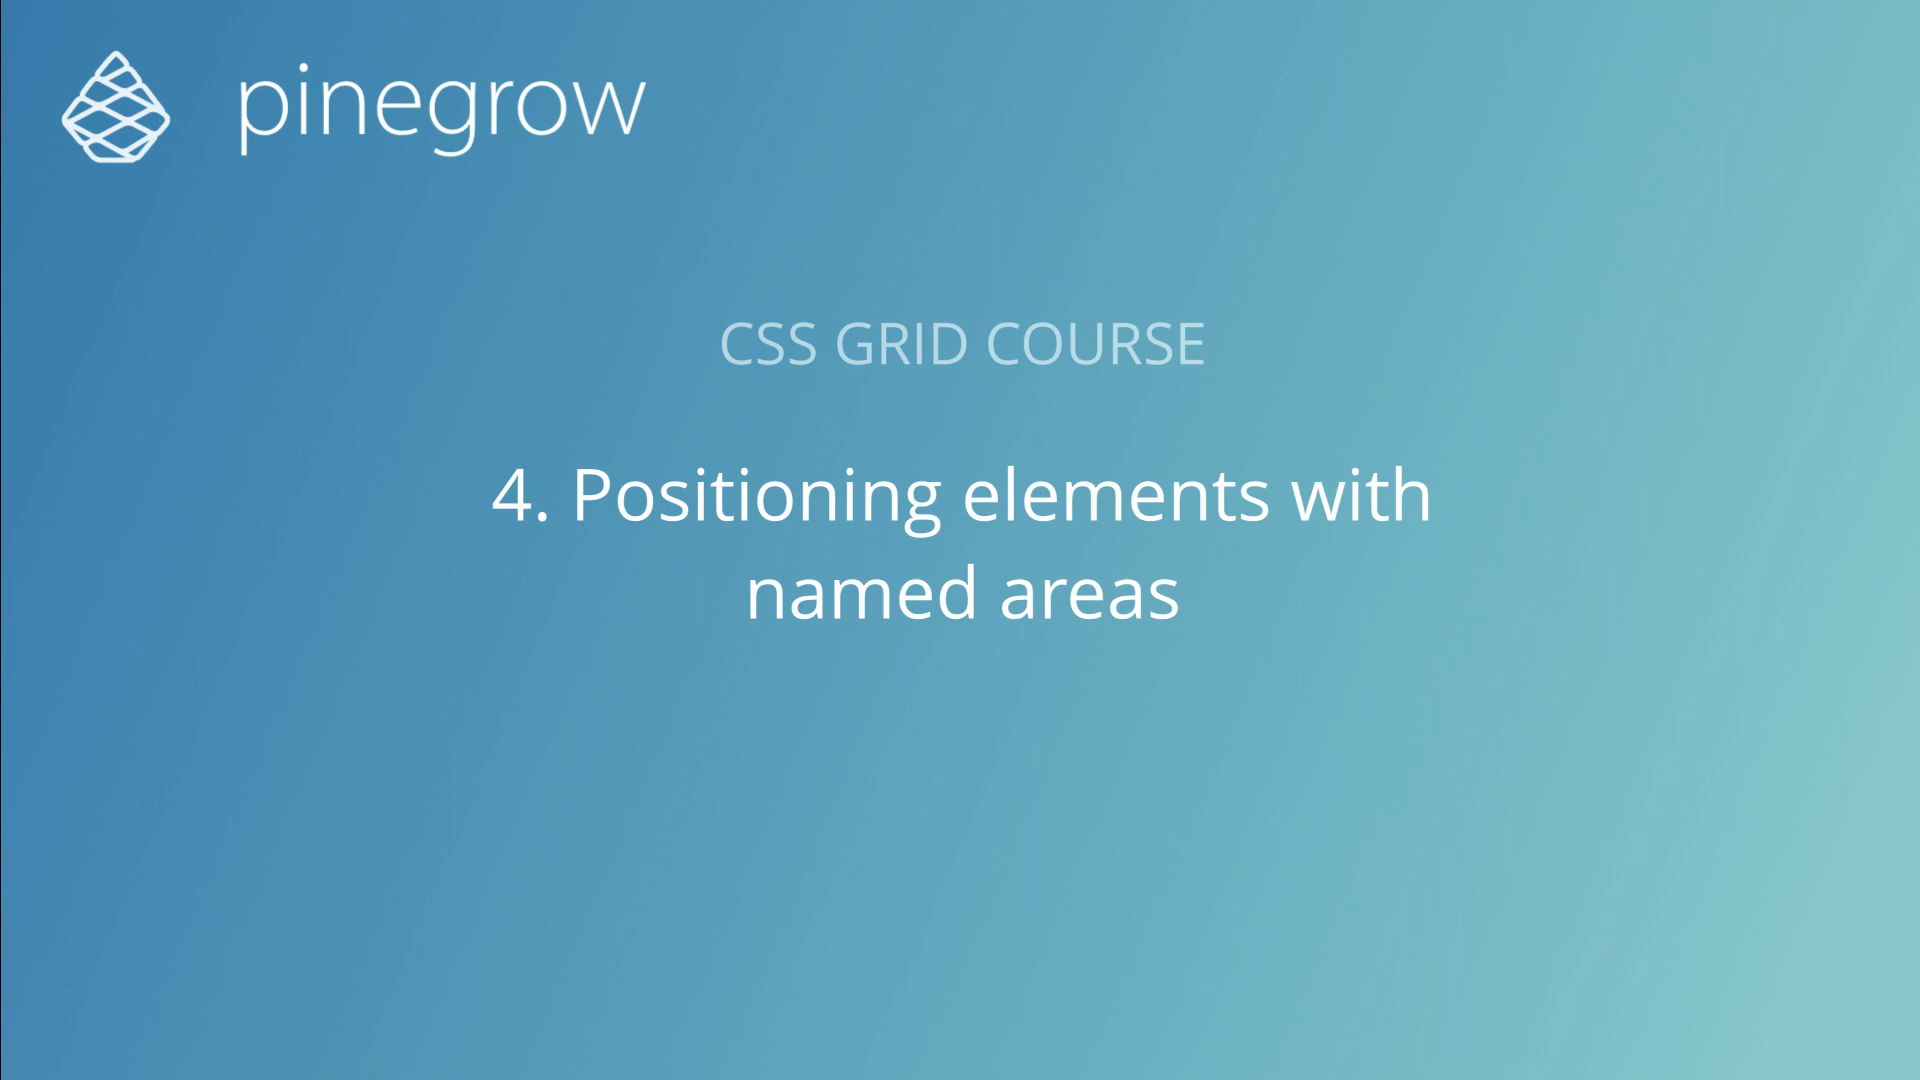 pinegrow
CSS GRID COURSE
4. Positioning elements with
named areas